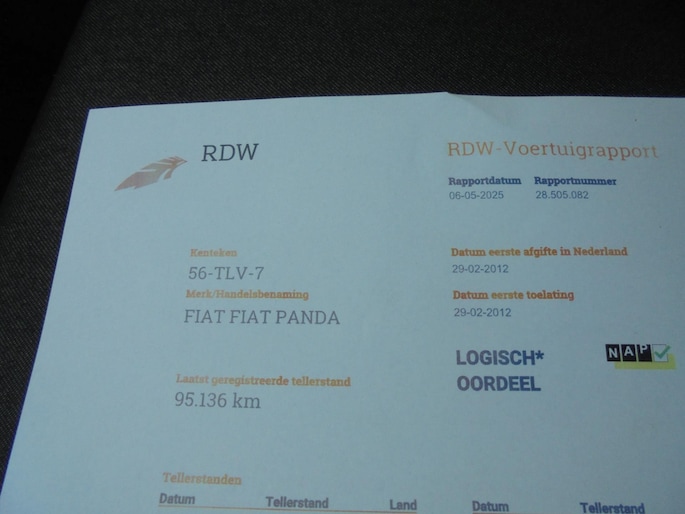 RDW
RDW-Voertuigrapport
Rapportdatum Rapportnummer
06-05-2025 28.505.082
Kenteken
56-TLV-7
Merk/Handelsbenaming
FIAT FIAT PANDA
Datum eerste afgifte in Nederland
29-02-2012
Datum eerste toelating
29-02-2012
LOGISCH*
OORDEEL
NAP
Laatst geregistreerde tellerstand
95.136 km
Tellerstanden
Datum Tellerstand Land Datum Tellerstand